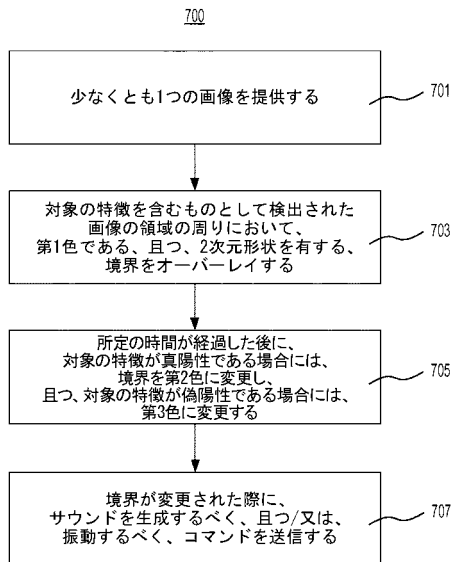 700
少なくとも1つの画像を提供する
701
対象の特徴を含むものとして検出された
画像の領域の周りにおいて、
第1色である、且つ、2次元形状を有する、
境界をオーバーレイする
703
所定の時間が経過した後に、
対象の特徴が真陽性である場合には、
境界を第2色に変更し、
且つ、対象の特徴が偽陽性である場合には、
第3色に変更する
705
境界が変更された際に、
サウンドを生成するべく、且つ/又は、
振動するべく、コマンドを送信する
707